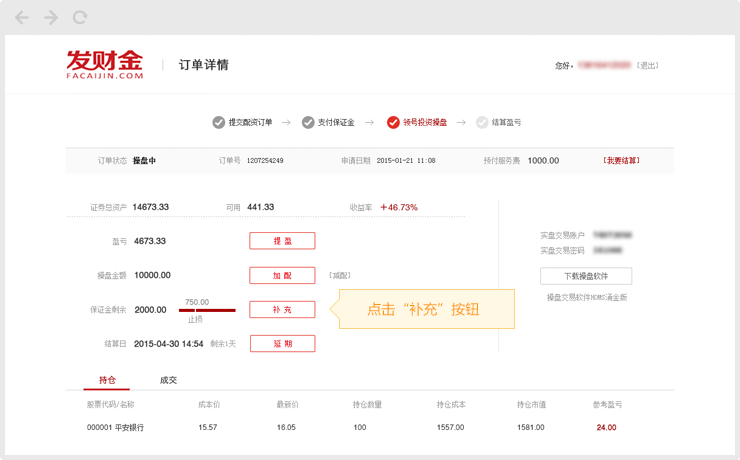 发财金
FACAIJIN.COM
订单详情
您好， [退出]
提交配资订单 支付保证金 领号投资操盘 结算盈亏
订单状态 操盘中 订单号 1207254249 申请日期 2015-01-21 11:08 预付服务费 1000.00 [我要结算]
证券总资产 14673.33 可用 441.33 收益率 +46.73%
盈亏 4673.33 提 盈
操盘金额 10000.00 加 配 [减配]
保证金剩余 2000.00 750.00 止损 补 充
点击“补充”按钮
结算日 2015-04-30 14:54 剩余1天 延 期
实盘交易账户
实盘交易密码
下载操盘软件
操盘交易软件HOMS涌金版
持仓 成交
股票代码/名称 成本价 最新价 持仓数量 持仓成本 持仓市值 参考盈亏
000001 平安银行 15.57 16.05 100 1557.00 1581.00 24.00